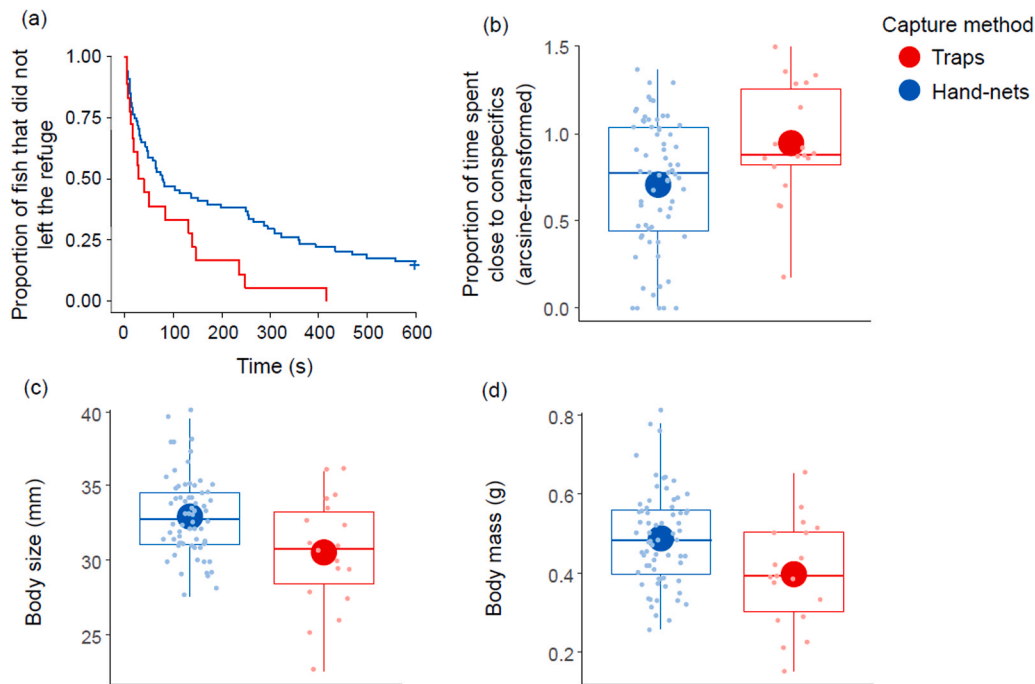 (a)
Proportion of fish that did not
left the refuge
1.00
0.75
0.50
0.25
0.00
0
100
200
300
400
500
600
Time (s)
(b)
Proportion of time spent
close to conspecifics
(arcsine-transformed)
1.5
1.0
0.5
0.0
Capture method
Traps
Hand-nets
(c)
Body size (mm)
40
35
30
25
(d)
Body mass (g)
0.8
0.6
0.4
0.2